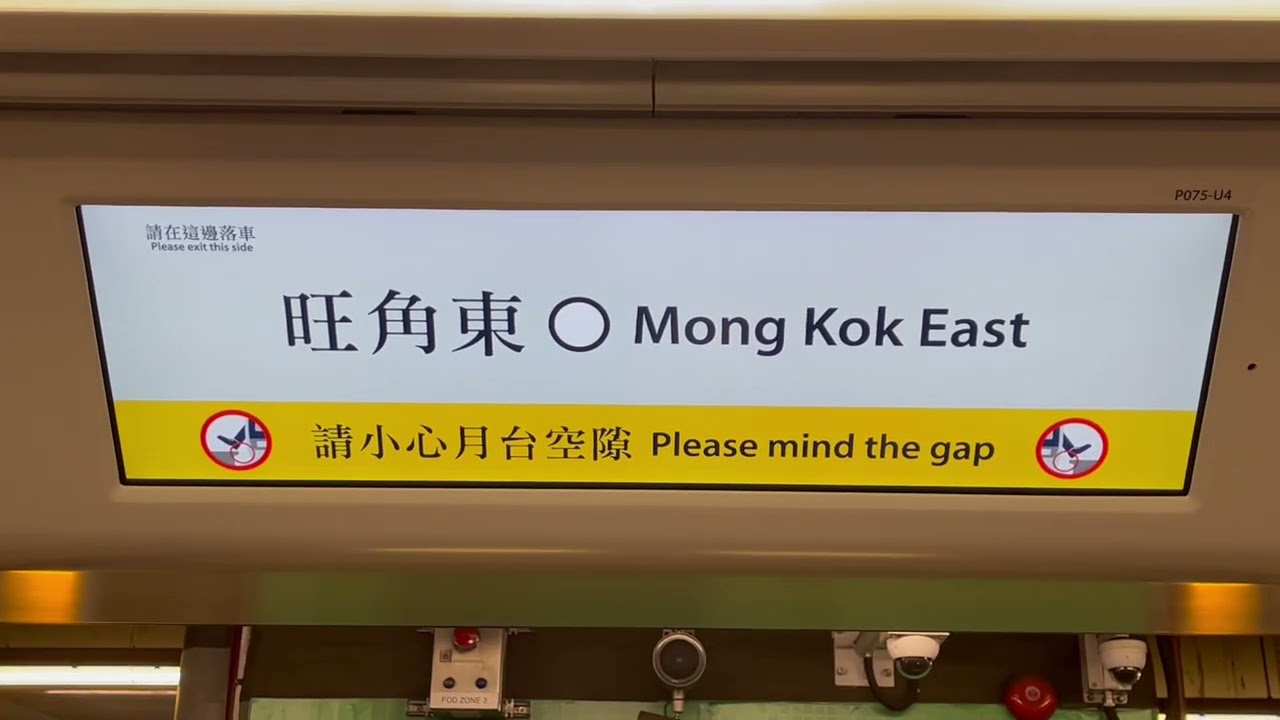 P075-U4
請在這邊落車
Please exit this side
旺角東 Mong Kok East
請小心月台空隙 Please mind the gap
FOD ZONE 3